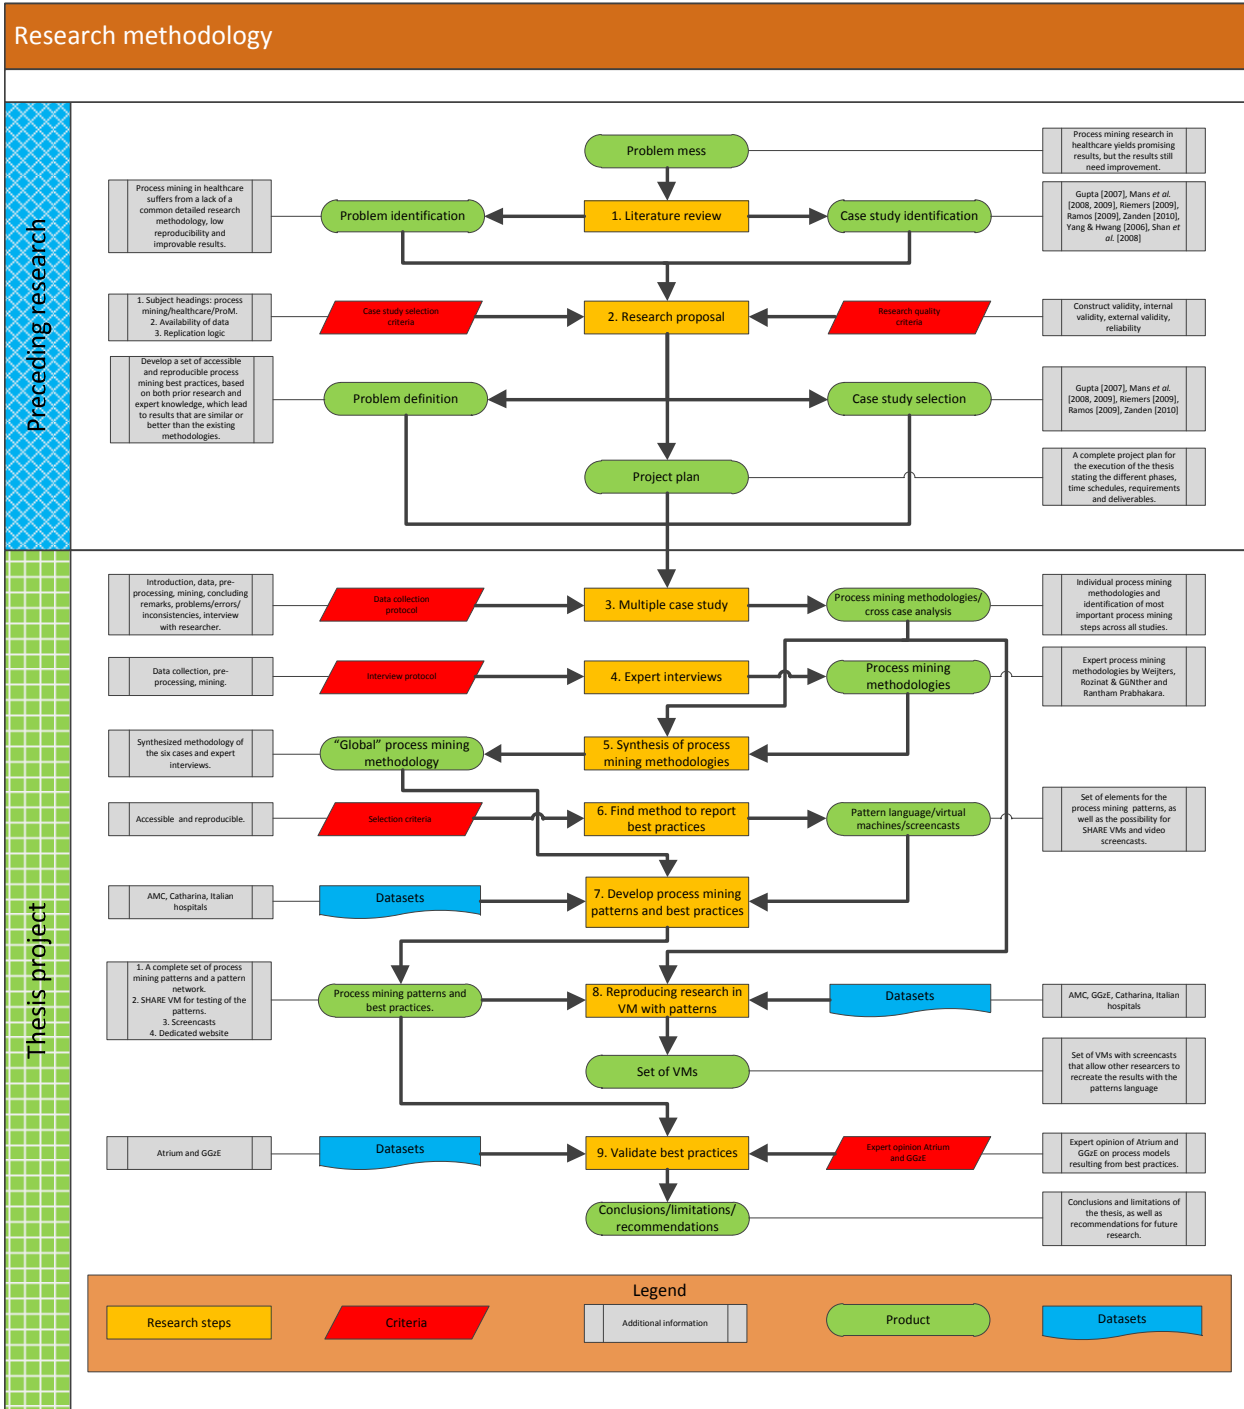 Research methodology
Preceding research
Problem mess
Process mining research in
healthcare yields promising
results, but the results still
need improvement.
Process mining in healthcare
suffers from a lack of a
common detailed research
methodology, low
reproducibility and
improvable results.
Problem identification
1. Literature review
Case study identification
Gupta [2007], Mans et al.
[2008, 2009], Riemers [2009],
Ramos [2009], Zanden [2010],
Yang & Hwang [2006], Shan et
al. [2008]
1. Subject headings: process
mining/healthcare/ProM.
2. Availability of data
3. Replication logic
Case study selection
criteria
2. Research proposal
Research quality
criteria
Construct validity, internal
validity, external validity,
reliability
Develop a set of accessible
and reproducible process
mining best practices, based
on both prior research and
expert knowledge, which lead
to results that are similar or
better than the existing
methodologies.
Problem definition
Case study selection
Gupta [2007], Mans et al.
[2008, 2009], Riemers [2009],
Ramos [2009], Zanden [2010]
Project plan
A complete project plan for
the execution of the thesis
stating the different phases,
time schedules, requirements
and deliverables.
Thesis project
Introduction, data, pre-
processing, mining, concluding
remarks, problems/errors/
inconsistencies, interview
with researcher.
Data collection
protocol
3. Multiple case study
Process mining methodologies/
cross case analysis
Individual process mining
methodologies and
identification of most
important process mining
steps across all studies.
Data collection, pre-
processing, mining.
Interview protocol
4. Expert interviews
Process mining
methodologies
Expert process mining
methodologies by Weijters,
Rozinat & GüNther and
Rantham Prabhakara.
Synthesized methodology of
the six cases and expert
interviews.
"Global" process mining
methodology
5. Synthesis of process
mining methodologies
Accessible  and reproducible.
Selection criteria
6. Find method to report
best practices
Pattern language/virtual
machines/screencasts
Set of elements for the
process mining  patterns, as
well as the possibility for
SHARE VMs and video
screencasts.
AMC, Catharina, Italian
hospitals
Datasets
7. Develop process mining
patterns and best practices
1. A complete set of process
mining patterns and a pattern
network.
2. SHARE VM for testing of the
patterns.
3. Screencasts
4. Dedicated website
Process mining patterns and
best practices.
8. Reproducing research in
VM with patterns
Datasets
AMC, GGzE, Catharina, Italian
hospitals
Set of VMs
Set of VMs with screencasts
that allow other researcers to
recreate the results with the
patterns language
Atrium and GGzE
Datasets
9. Validate best practices
Expert opinion Atrium
and GGzE
Expert opinion of Atrium and
GGzE on process models
resulting from best practices.
Conclusions/limitations/
recommendations
Conclusions and limitations of
the thesis, as well as
recommendations for future
research.
Legend
Research steps
Criteria
Additional information
Product
Datasets